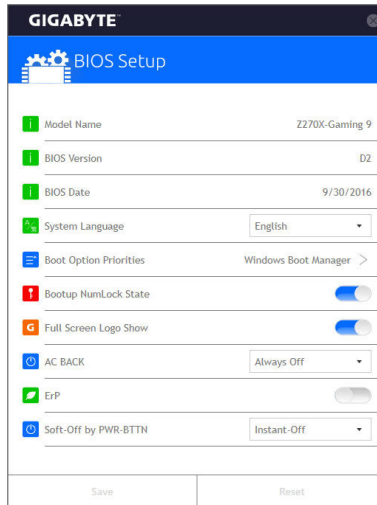 GIGABYTE™
BIOS Setup
Model Name Z270X-Gaming 9
BIOS Version D2
BIOS Date 9/30/2016
System Language English
Boot Option Priorities Windows Boot Manager >
Bootup NumLock State
G Full Screen Logo Show
AC BACK Always Off
ErP
Soft-Off by PWR-BTTN Instant-Off
Save Reset